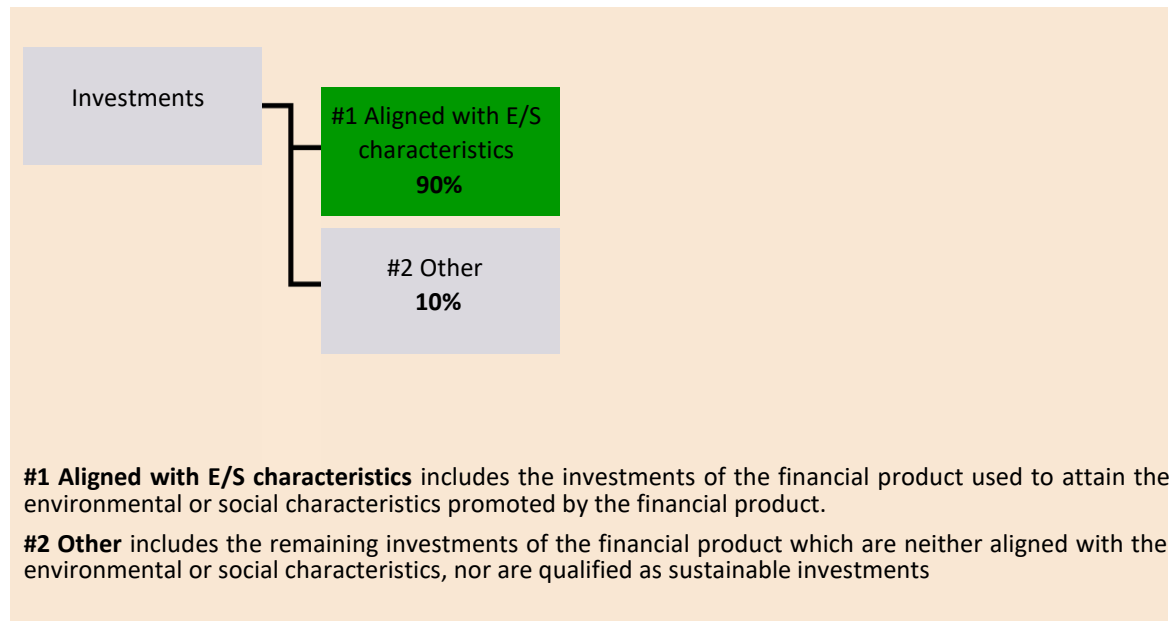 Investments
#1 Aligned with E/S
characteristics
90%
#2 Other
10%
#1 Aligned with E/S characteristics includes the investments of the financial product used to attain the
environmental or social characteristics promoted by the financial product.
#2 Other includes the remaining investments of the financial product which are neither aligned with the
environmental or social characteristics, nor are qualified as sustainable investments